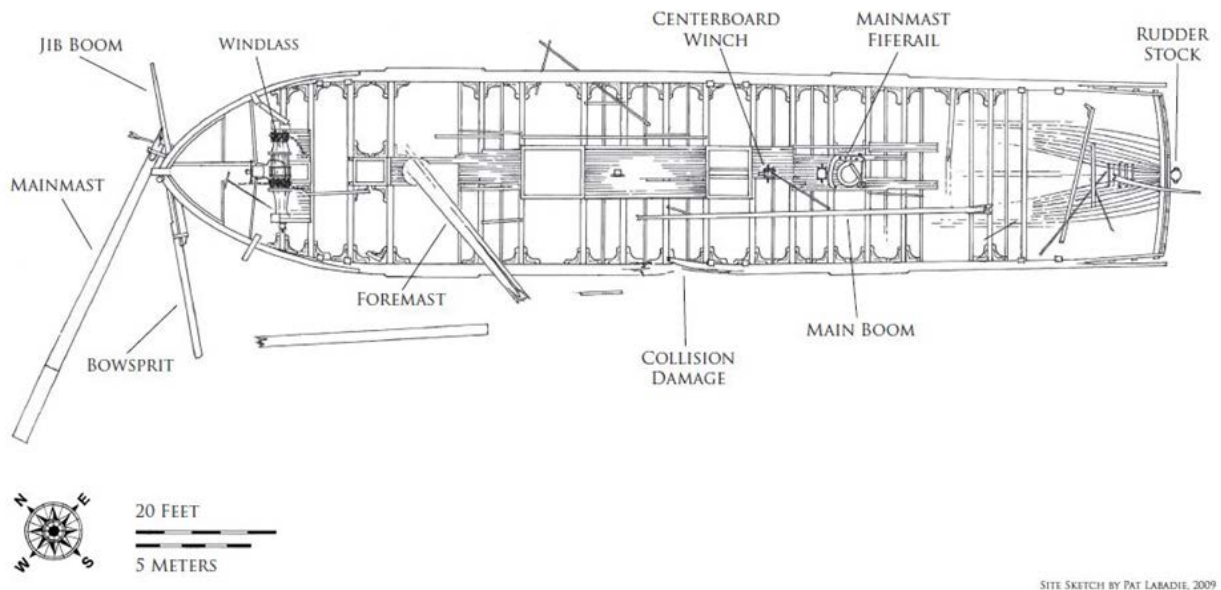 CENTERBOARD
WINCH
MAINMAST
FIFERAIL
RUDDER
STOCK
JIB BOOM
WINDLASS
MAINMAST
FOREMAST
BOWSPRIT
MAIN BOOM
COLLISION
DAMAGE
N
E
W
S
20 FEET
5 METERS
SITE SKETCH BY PAT LABADIE, 2009